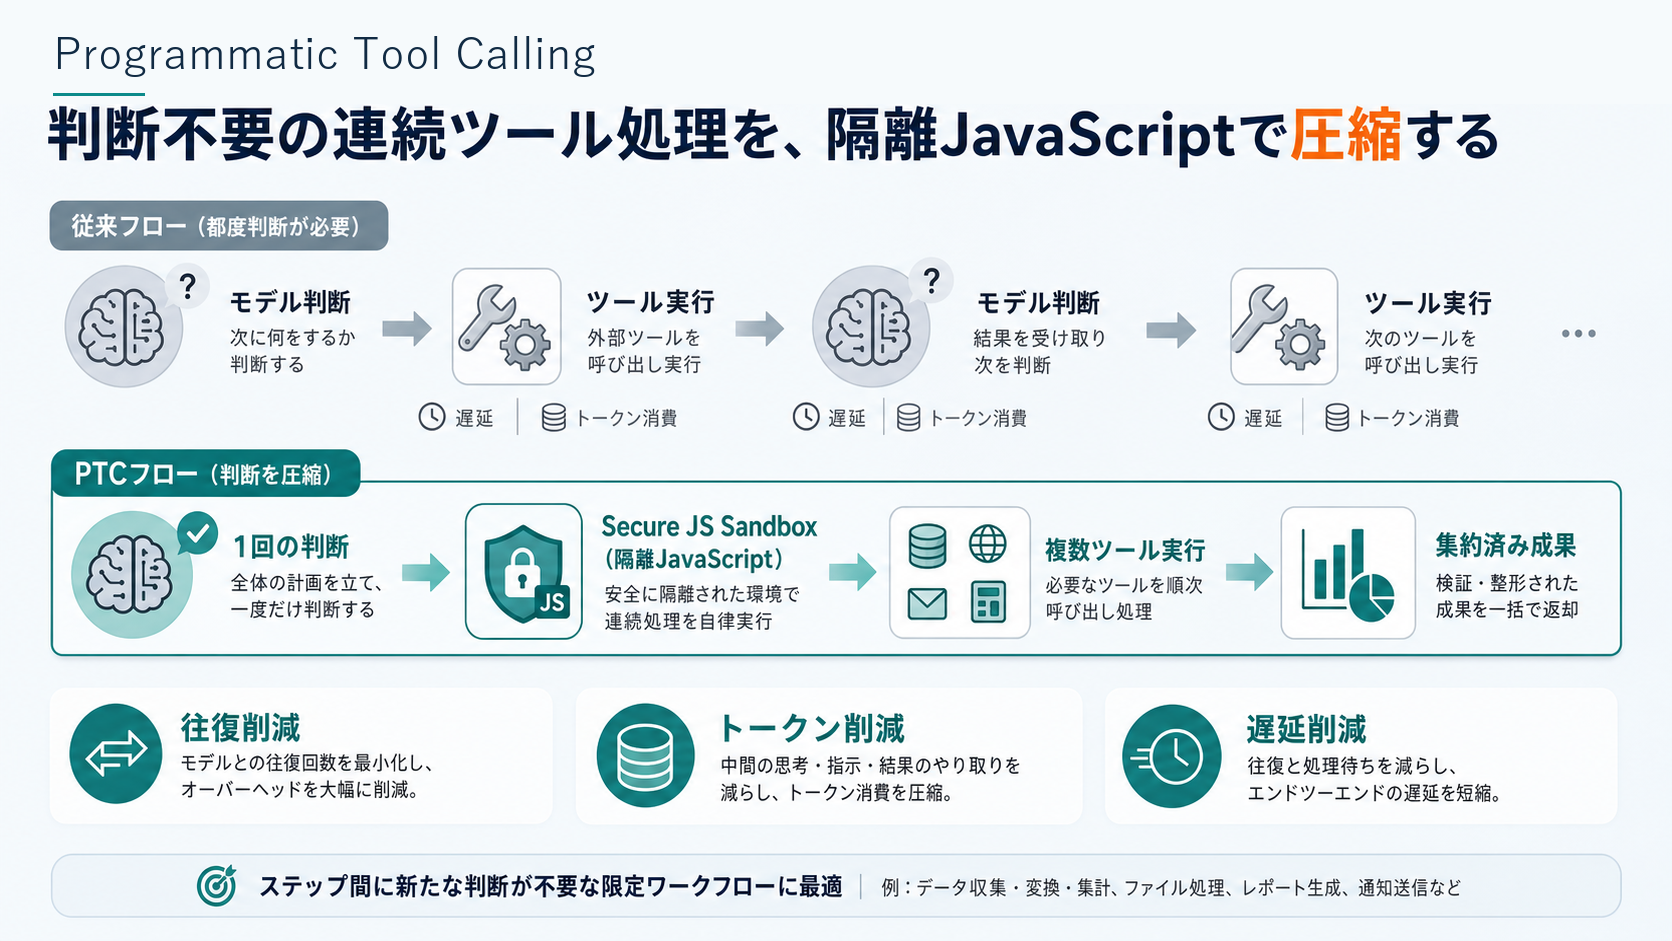 Programmatic Tool Calling
判断不要の連続ツール処理を、隔離JavaScriptで圧縮する
従来フロー（都度判断が必要）
?
モデル判断
次に何をするか
判断する
ツール実行
外部ツールを
呼び出し実行
?
モデル判断
結果を受け取り
次を判断
ツール実行
次のツールを
呼び出し実行
•••
遅延
トークン消費
遅延
トークン消費
遅延
トークン消費
PTCフロー（判断を圧縮）
1回の判断
全体の計画を立て、
一度だけ判断する
JS
Secure JS Sandbox
（隔離JavaScript）
安全に隔離された環境で
連続処理を自律実行
複数ツール実行
必要なツールを順次
呼び出し処理
集約済み成果
検証・整形された
成果を一括で返却
往復削減
モデルとの往復回数を最小化し、
オーバーヘッドを大幅に削減。
トークン削減
中間の思考・指示・結果のやり取りを
減らし、トークン消費を圧縮。
遅延削減
往復と処理待ちを減らし、
エンドツーエンドの遅延を短縮。
ステップ間に新たな判断が不要な限定ワークフローに最適
例：データ収集・変換・集計、ファイル処理、レポート生成、通知送信など